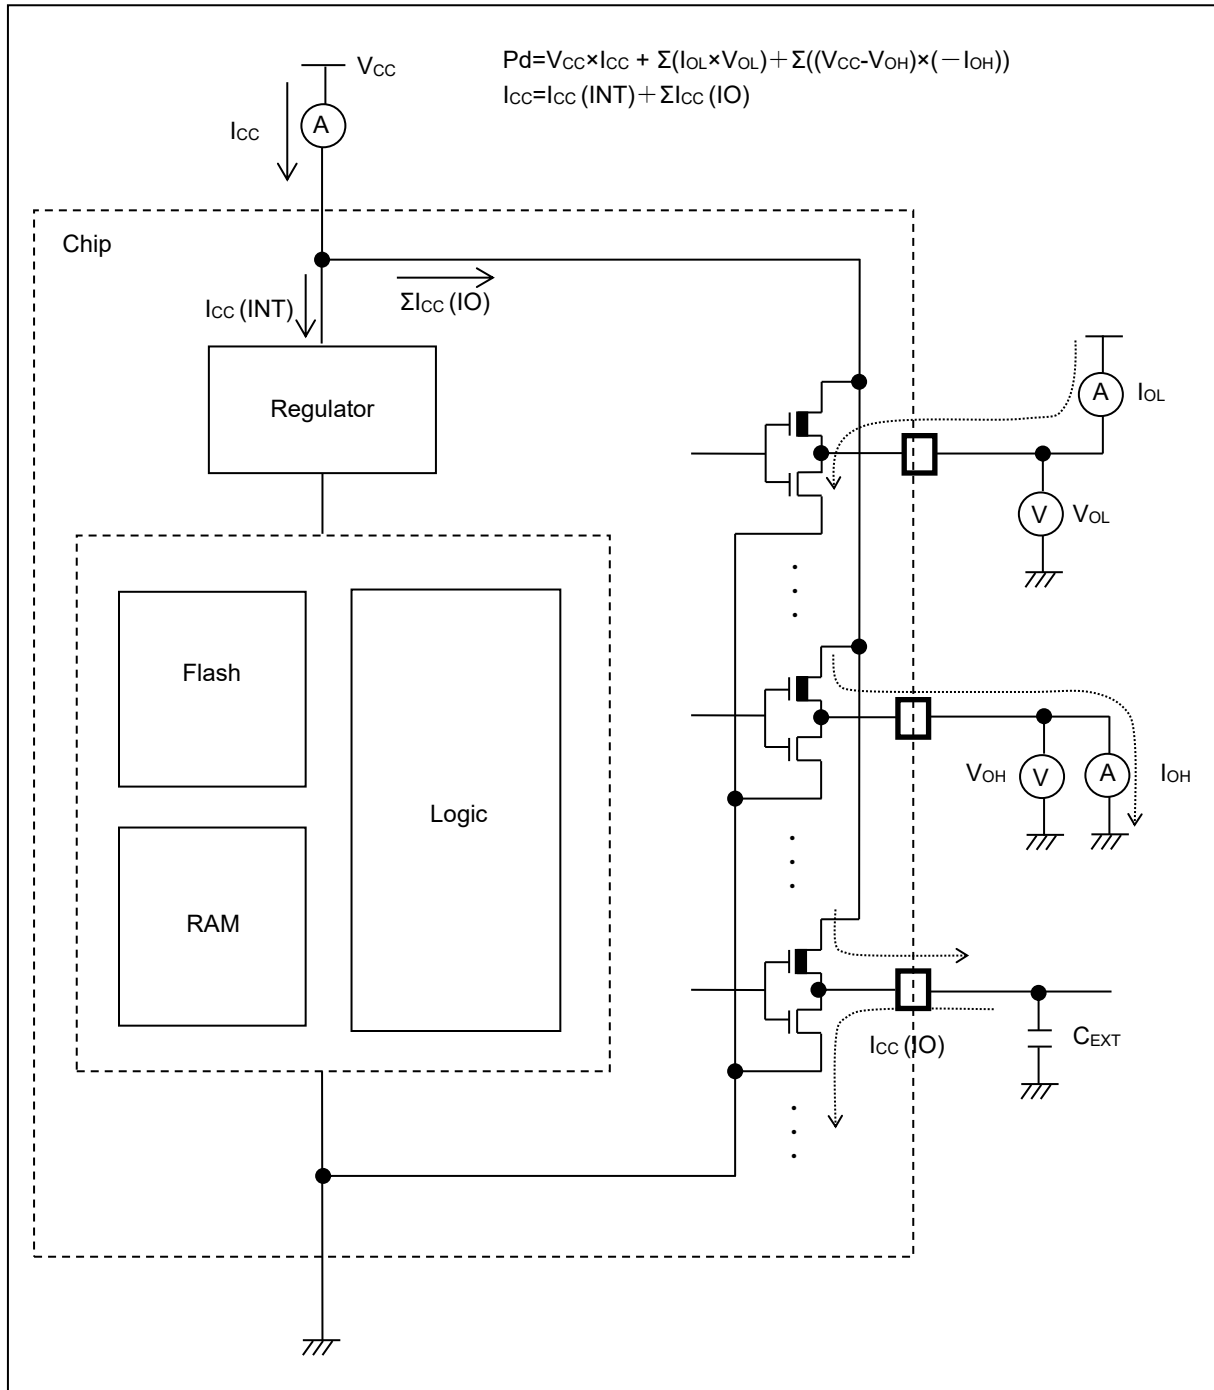 Pd=VCC×ICC + Σ(IOL×VOL)+Σ((VCC-VOH)×(-IOH))
ICC=ICC(INT)+ΣICC(IO)
VCC
A
ICC
Chip
ICC(INT)
ΣICC(IO)
Regulator
A
IOL
V
VOL
Flash
Logic
RAM
VOH
V
A
IOH
ICC(IO)
CEXT